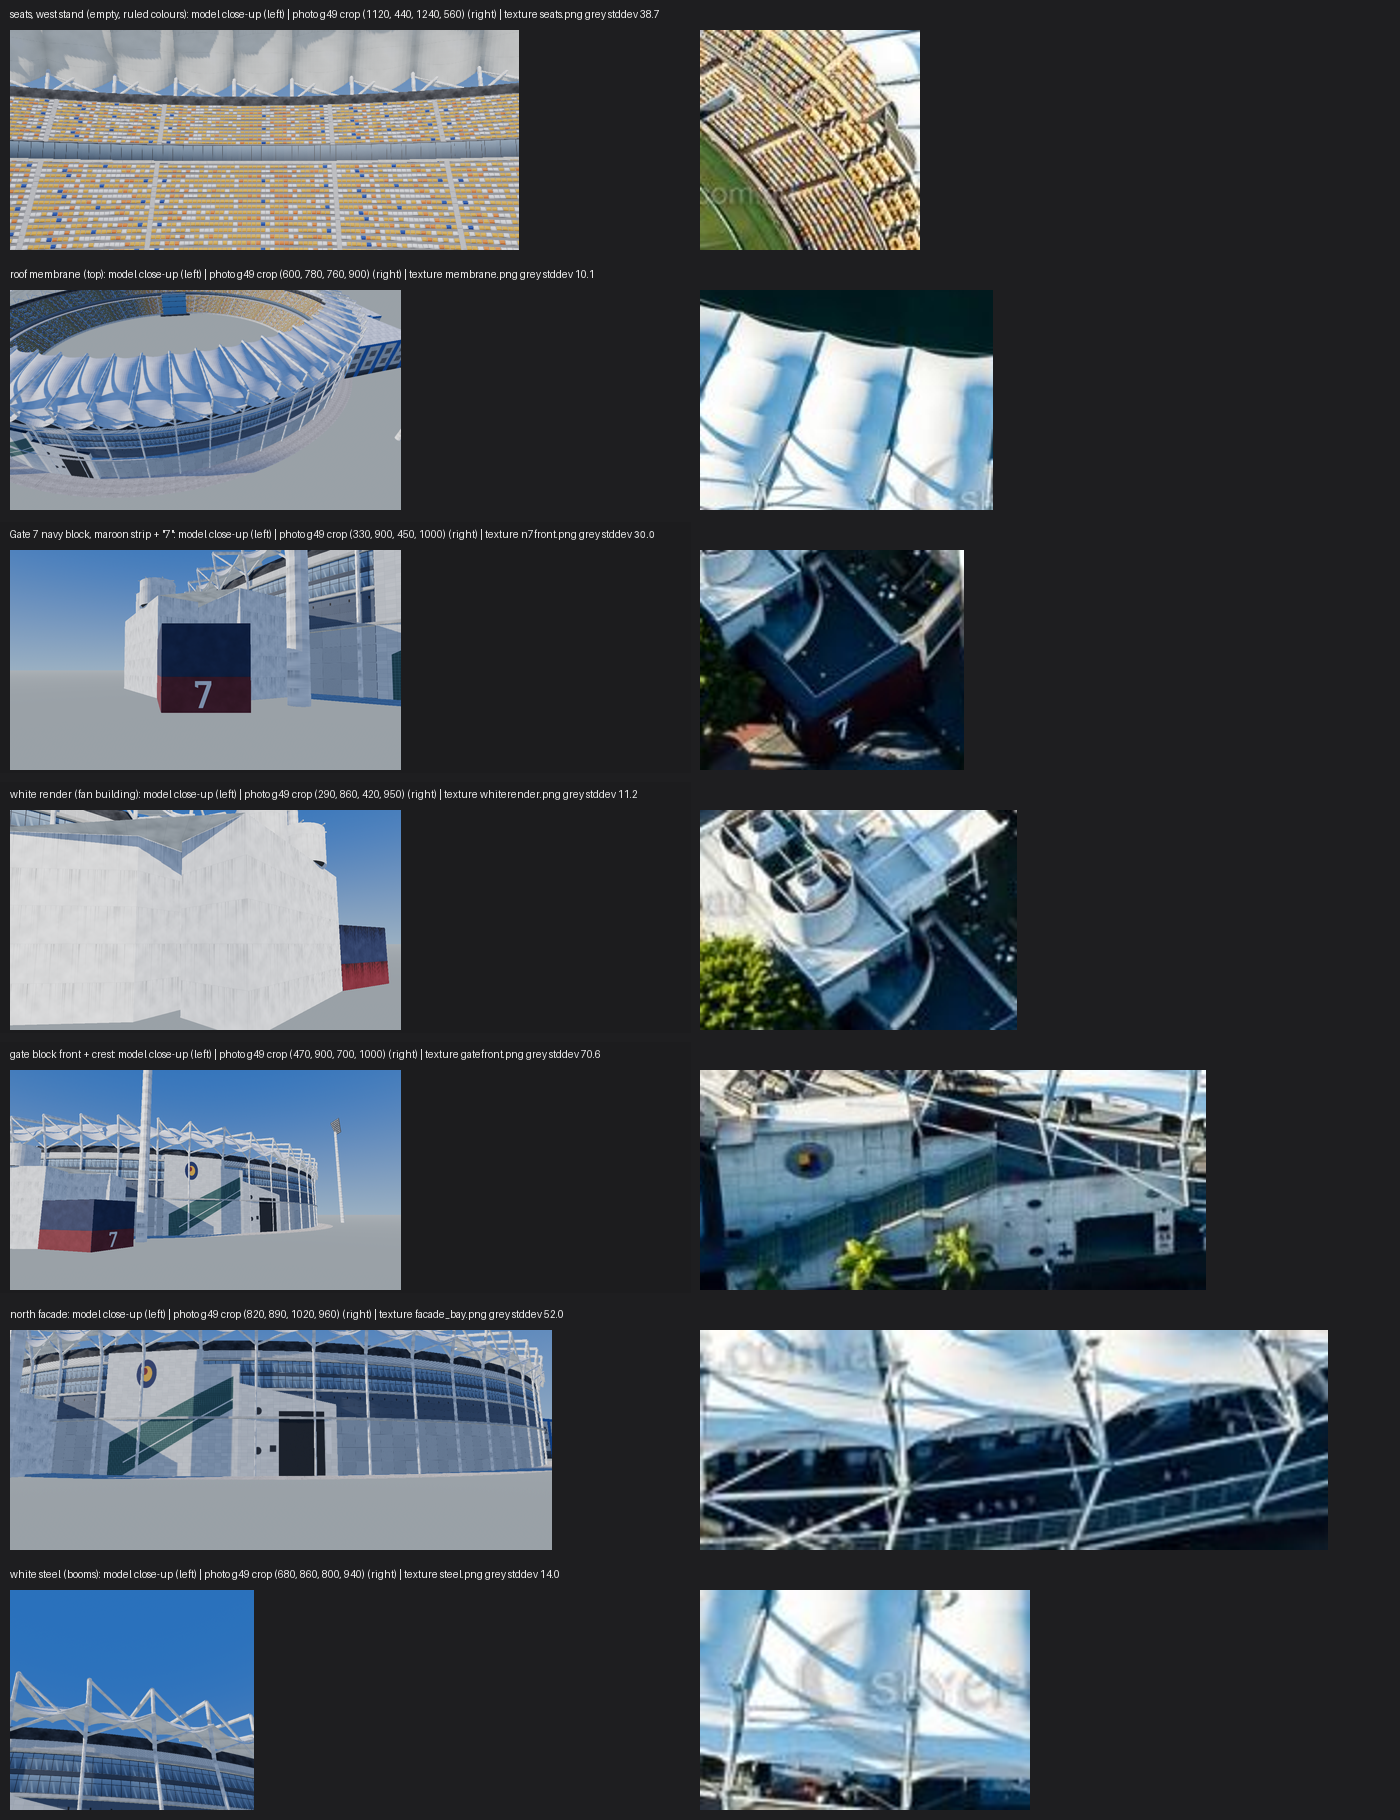 seats, west stand (empty, ruled colours): model close-up (left) | photo g49 crop (1120, 440, 1240, 560) (right) | texture seats.png grey stddev 38.7
com
roof membrane (top): model close-up (left) | photo g49 crop (600, 780, 760, 900) (right) | texture membrane.png grey stddev 10.1
sk
Gate 7 navy block, maroon strip + "7": model close-up (left) | photo g49 crop (330, 900, 450, 1000) (right) | texture n7front.png grey stddev 30.0
7
7
white render (fan building): model close-up (left) | photo g49 crop (290, 860, 420, 950) (right) | texture whiterender.png grey stddev 11.2
gate block front + crest: model close-up (left) | photo g49 crop (470, 900, 700, 1000) (right) | texture gatefront.png grey stddev 70.6
7
north facade: model close-up (left) | photo g49 crop (820, 890, 1020, 960) (right) | texture facade_bay.png grey stddev 52.0
white steel (booms): model close-up (left) | photo g49 crop (680, 860, 800, 940) (right) | texture steel.png grey stddev 14.0